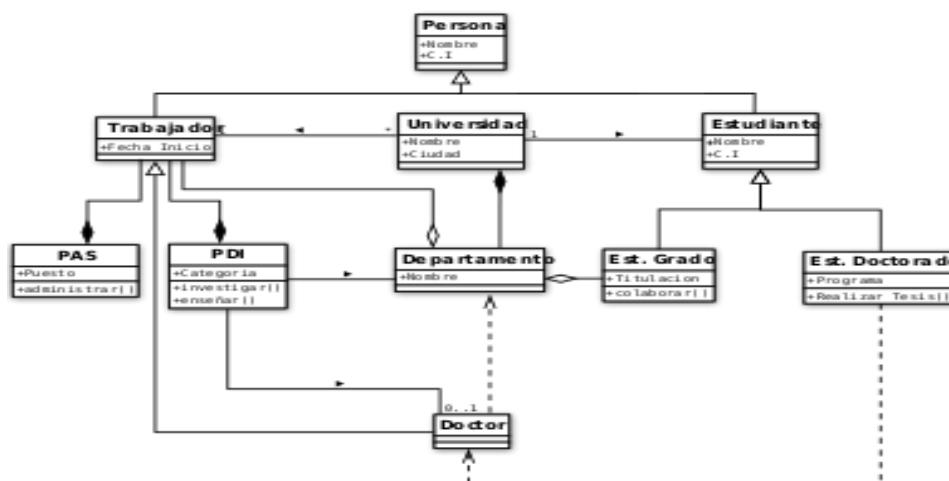 Persona
+Nombre
+C.I
Trabajador
+Fecha Inicio
*
Universidad
+Nombre
+Ciudad
1
Estudiante
+Nombre
+C.I
PAS
+Puesto
+administrar()
PDI
+Categoria
+investigar()
+enseñar()
Departamento
+Nombre
Est. Grado
+Titulacion
+colaborar()
Est. Doctorado
+Programa
+Realizar Tesis()
0..1
Doctor